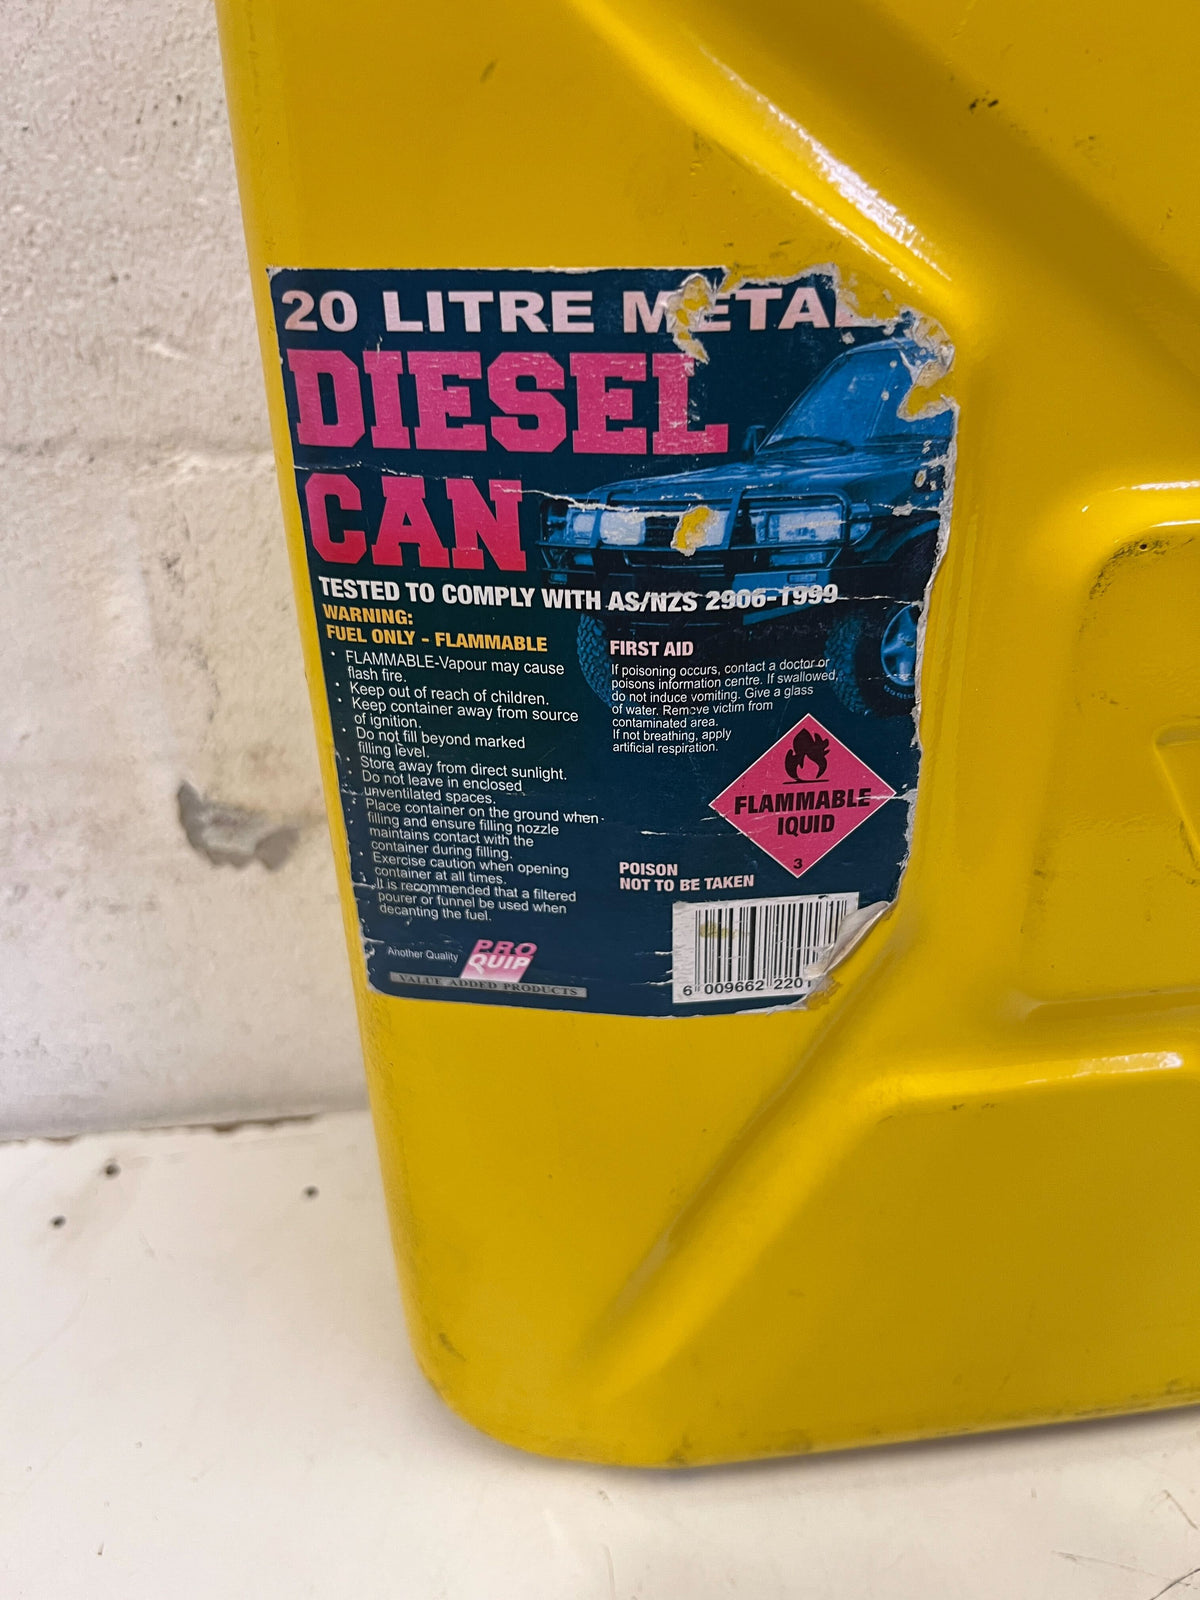 20 LITRE METAL
DIESEL
CAN
TESTED TO COMPLY WITH AS/NZS 2906-1999
WARNING:
FUEL ONLY - FLAMMABLE
• FLAMMABLE-Vapour may cause
flash fire.
• Keep out of reach of children.
• Keep container away from source
of ignition.
• Do not fill beyond marked
filling level.
• Store away from direct sunlight.
• Do not leave in enclosed
unventilated spaces.
• Place container on the ground when
filling and ensure filling nozzle
maintains contact with the
container during filling.
• Exercise caution when opening
container at all times.
• It is recommended that a filtered
pourer or funnel be used when
decanting the fuel.
Another Quality
PRO
QUIP
VALUE ADDED PRODUCTS
FIRST AID
If poisoning occurs, contact a doctor or
poisons information centre. If swallowed,
do not induce vomiting. Give a glass
of water. Remove victim from
contaminated area.
If not breathing, apply
artificial respiration.
FLAMMABLE
IQUID
3
POISON
NOT TO BE TAKEN
6 009662 2201